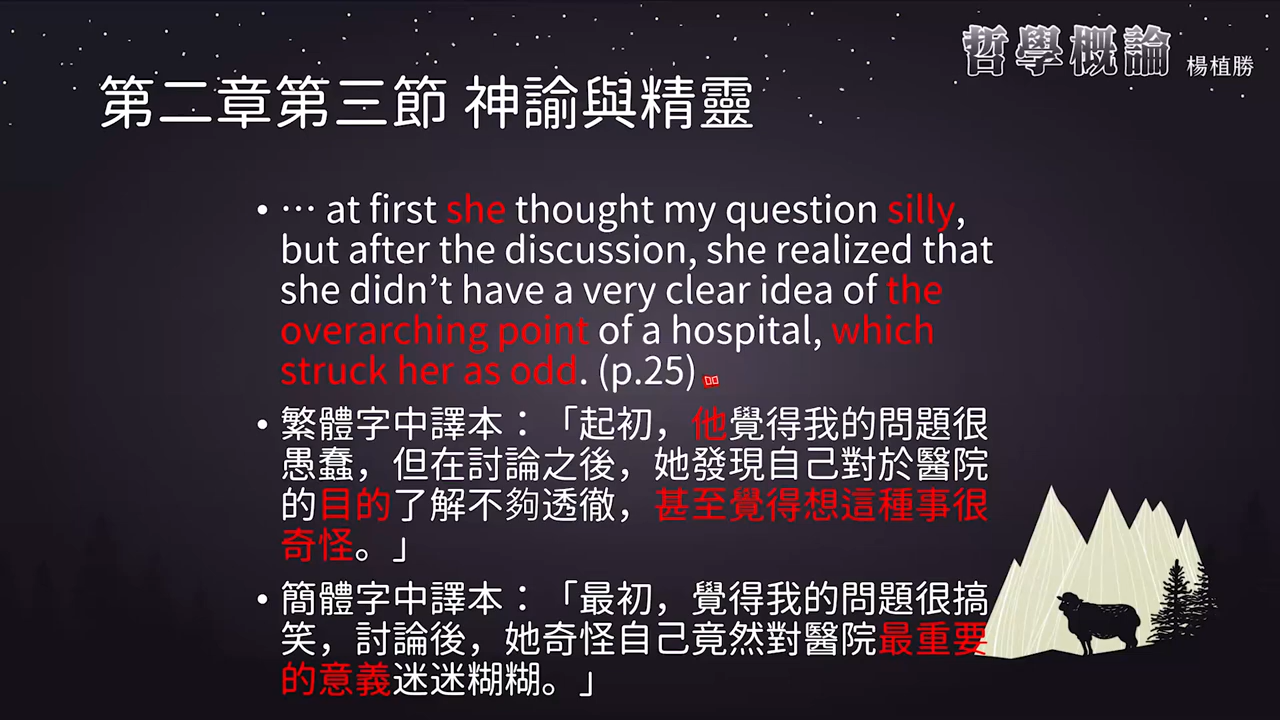 哲學概論 楊植勝
第二章第三節 神諭與精靈
• … at first she thought my question silly,
but after the discussion, she realized that
she didn’t have a very clear idea of the
overarching point of a hospital, which
struck her as odd. (p.25)
• 繁體字中譯本：「起初，他覺得我的問題很
愚蠢，但在討論之後，她發現自己對於醫院
的目的了解不夠透徹，甚至覺得想這種事很
奇怪。」
• 簡體字中譯本：「最初，覺得我的問題很搞
笑，討論後，她奇怪自己竟然對醫院最重要
的意義迷迷糊糊。」